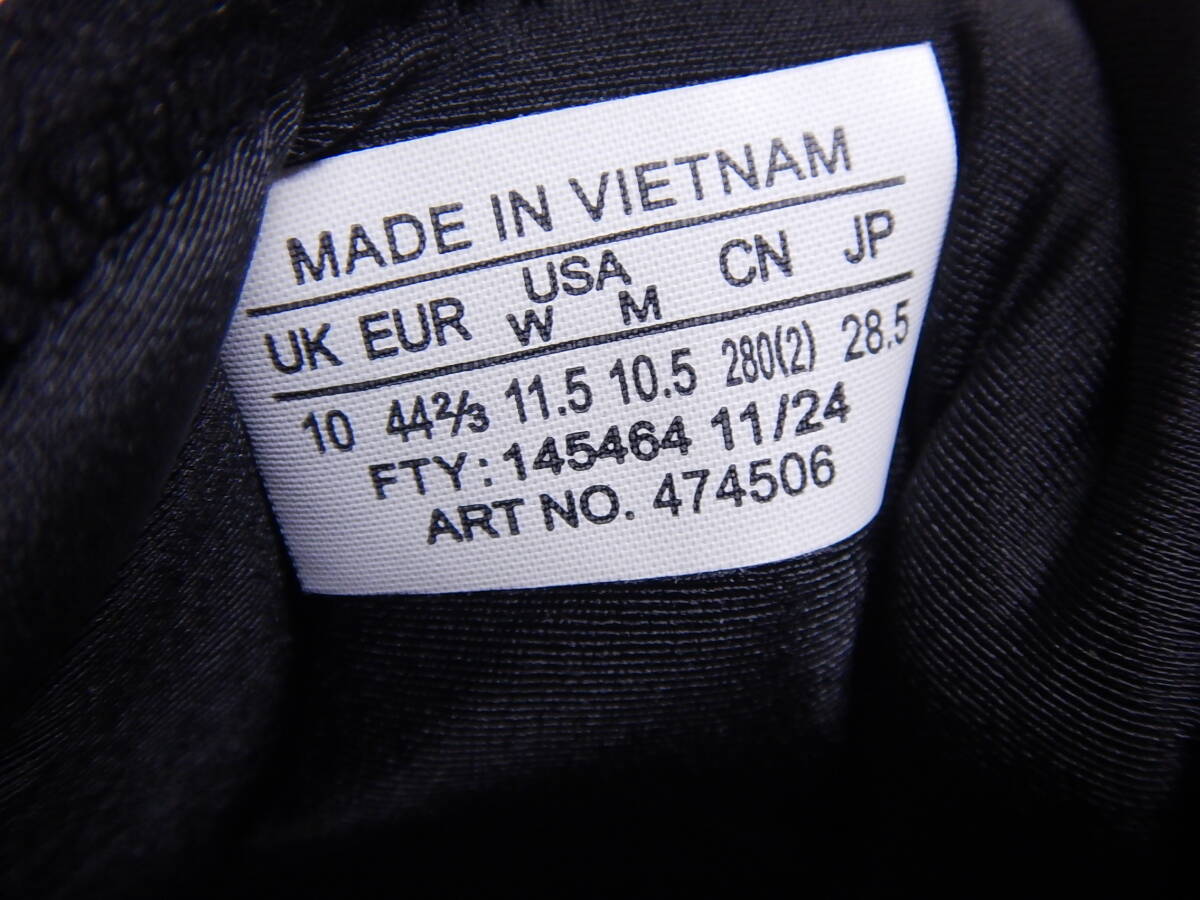 MADE IN VIETNAM
UK EUR USA W M CN JP
10 44⅔ 11.5 10.5 280(2) 28.5
FTY: 145464 11/24
ART NO. 474506